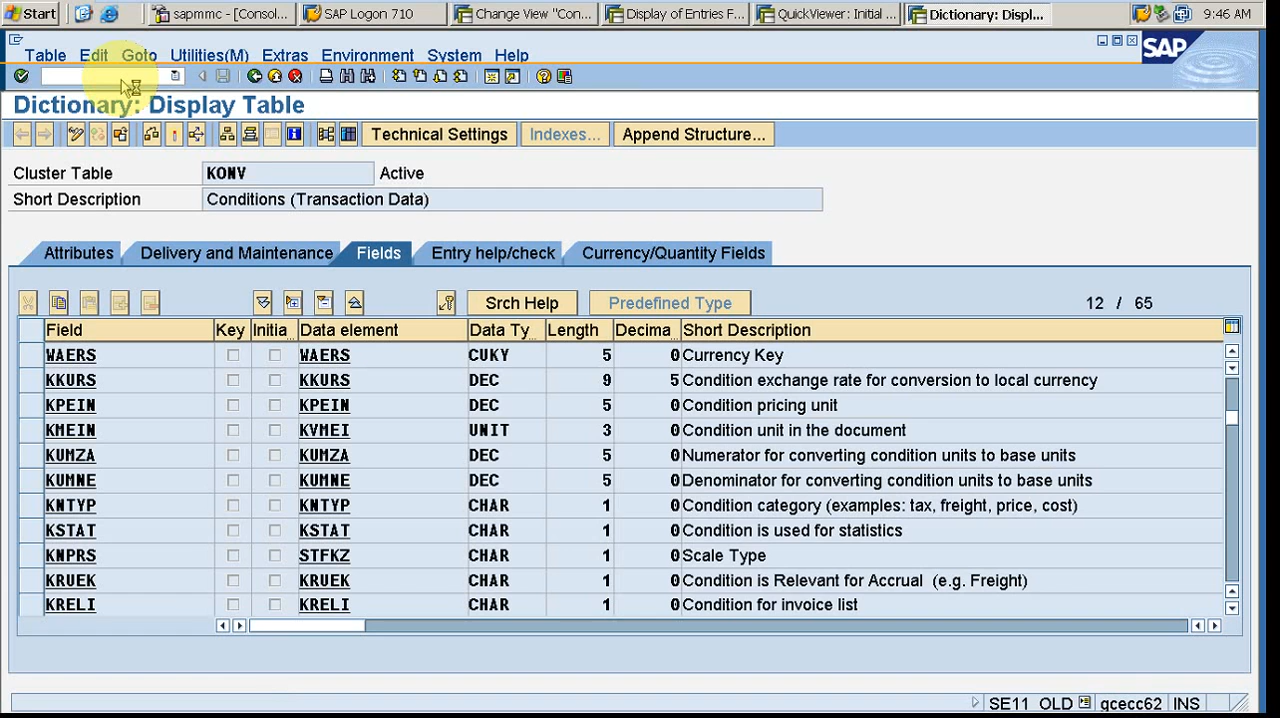 Start sapmmc - [Consol... SAP Logon 710 Change View "Con... Display of Entries F... QuickViewer: Initial ... Dictionary: Displ... 9:46 AM
Table Edit Goto Utilities(M) Extras Environment System Help
SAP
Dictionary: Display Table
Technical Settings Indexes... Append Structure...
Cluster Table KONV Active
Short Description Conditions (Transaction Data)
Attributes Delivery and Maintenance Fields Entry help/check Currency/Quantity Fields
Srch Help Predefined Type 12 / 65
Field Key Initia... Data element Data Ty... Length Decima... Short Description
WAERS WAERS CUKY 5 0 Currency Key
KKURS KKURS DEC 9 5 Condition exchange rate for conversion to local currency
KPEIN KPEIN DEC 5 0 Condition pricing unit
KMEIN KVMEI UNIT 3 0 Condition unit in the document
KUMZA KUMZA DEC 5 0 Numerator for converting condition units to base units
KUMNE KUMNE DEC 5 0 Denominator for converting condition units to base units
KNTYP KNTYP CHAR 1 0 Condition category (examples: tax, freight, price, cost)
KSTAT KSTAT CHAR 1 0 Condition is used for statistics
KNPRS STFKZ CHAR 1 0 Scale Type
KRUEK KRUEK CHAR 1 0 Condition is Relevant for Accrual (e.g. Freight)
KRELI KRELI CHAR 1 0 Condition for invoice list
SE11 OLD qcecc62 INS